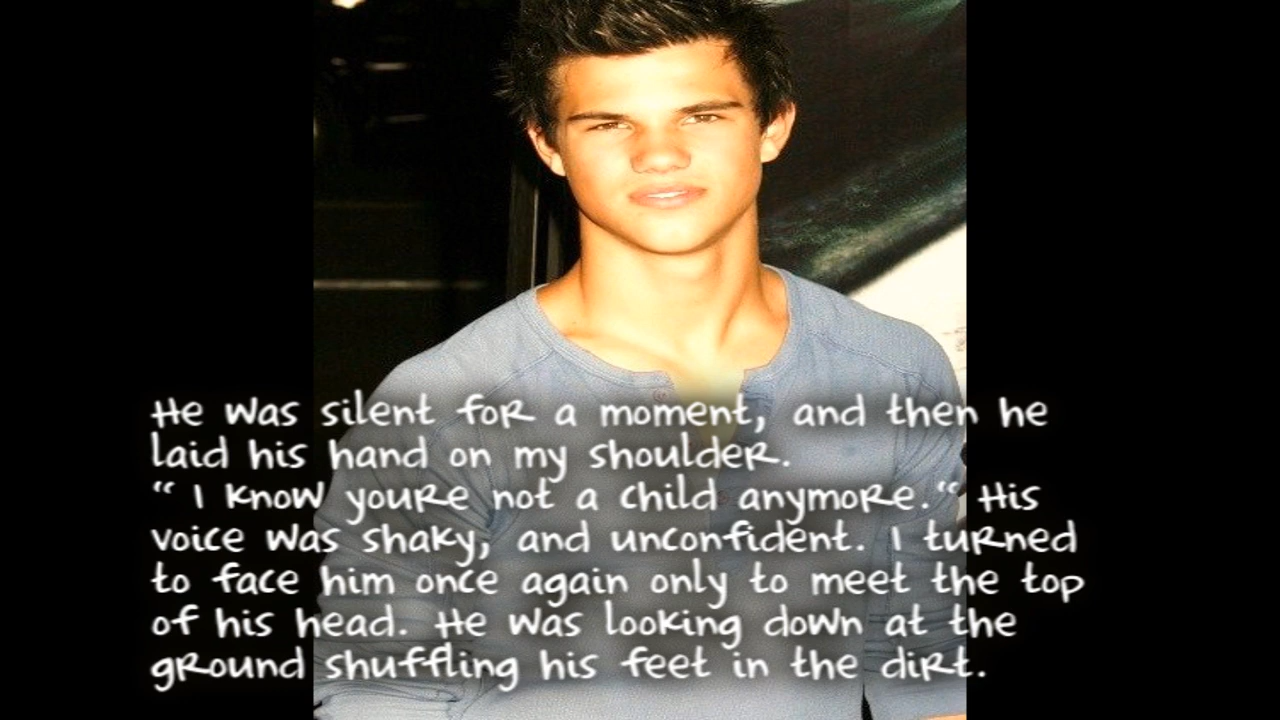 He was silent for a moment, and then he
laid his hand on my shoulder.
“ I know youre not a child anymore.“ His
voice was shaky, and unconfident. I turned
to face him once again only to meet the top
of his head. He was looking down at the
ground shuffling his feet in the dirt.